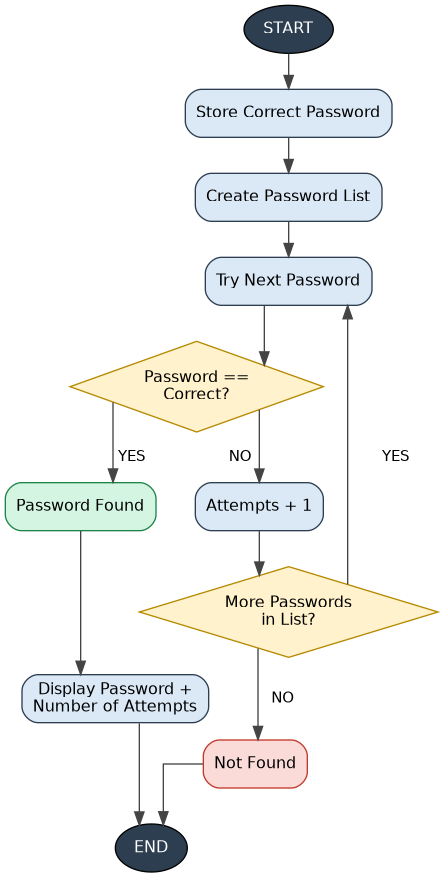 START
Store Correct Password
Create Password List
Try Next Password
Password ==
Correct?
YES
NO
YES
Password Found
Attempts + 1
More Passwords
in List?
Display Password +
Number of Attempts
NO
Not Found
END